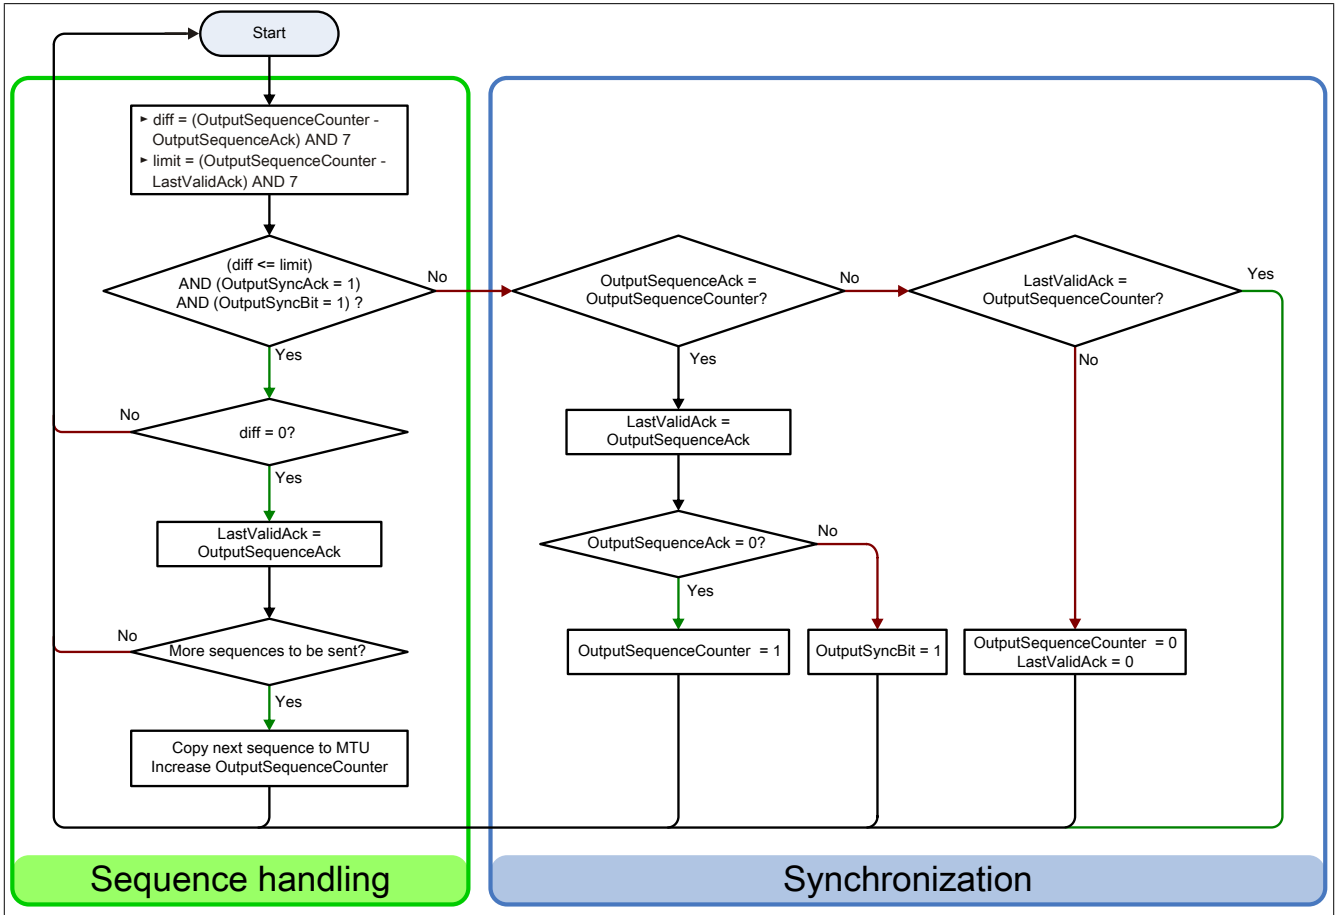 Start
► diff = (OutputSequenceCounter -
OutputSequenceAck) AND 7
► limit = (OutputSequenceCounter -
LastValidAck) AND 7
(diff <= limit)
AND (OutputSyncAck = 1)
AND (OutputSyncBit = 1) ?
No
Yes
diff = 0?
No
Yes
LastValidAck =
OutputSequenceAck
More sequences to be sent?
No
Yes
Copy next sequence to MTU
Increase OutputSequenceCounter
Sequence handling
OutputSequenceAck =
OutputSequenceCounter?
No
Yes
LastValidAck =
OutputSequenceAck
OutputSequenceAck = 0?
No
Yes
OutputSequenceCounter = 1
OutputSyncBit = 1
LastValidAck =
OutputSequenceCounter?
Yes
No
OutputSequenceCounter = 0
LastValidAck = 0
Synchronization